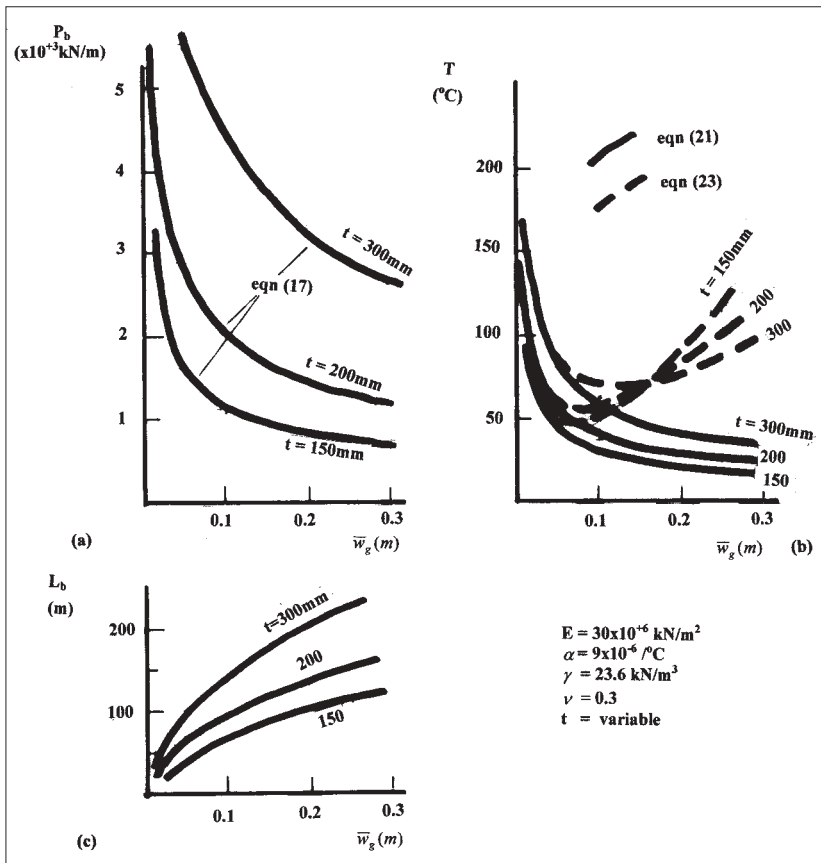 P_b
(x10⁺³kN/m)
5
4
3
2
1
t = 300mm
eqn (17)
t = 200mm
t = 150mm
0.1
0.2
0.3
w̅_g (m)
(a)
T
(°C)
200
150
100
50
eqn (21)
eqn (23)
t = 150mm
200
300
t = 300mm
200
150
0.1
0.2
0.3
w̅_g (m)
(b)
L_b
(m)
200
100
t=300mm
200
150
0.1
0.2
0.3
w̅_g (m)
(c)
E = 30x10⁺⁶ kN/m²
α = 9x10⁻⁶ /°C
γ = 23.6 kN/m³
ν = 0.3
t = variable